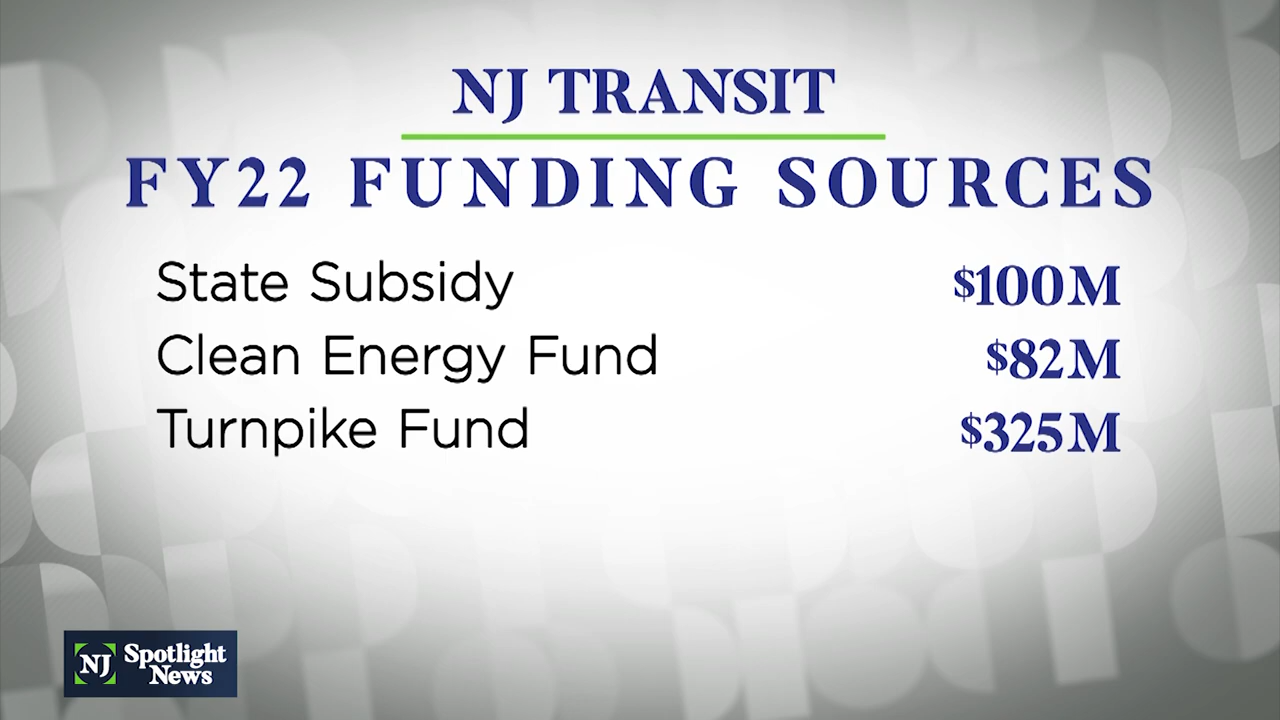 NJ TRANSIT
FY22 FUNDING SOURCES
State Subsidy $100M
Clean Energy Fund $82M
Turnpike Fund $325M
NJ Spotlight News